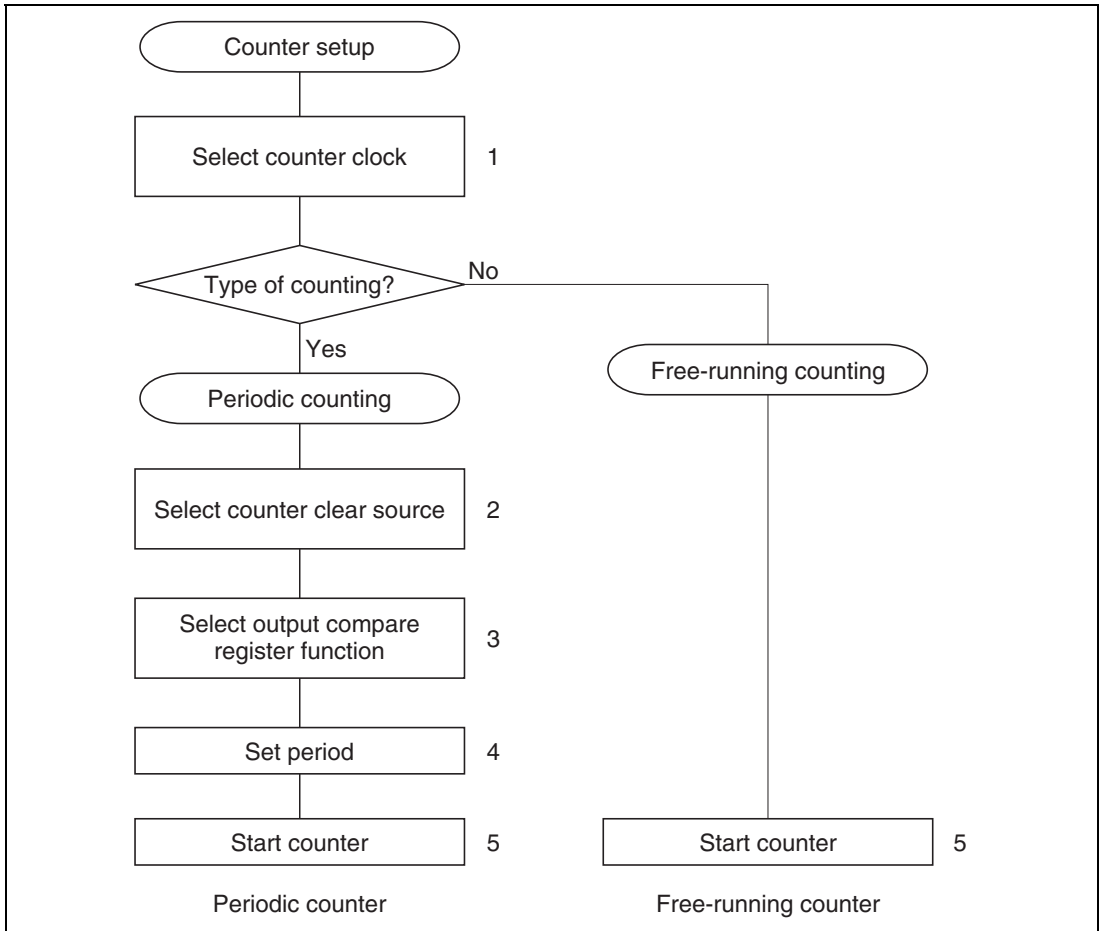 Counter setup
Select counter clock
1
Type of counting?
No
Yes
Free-running counting
Periodic counting
Select counter clear source
2
Select output compare
register function
3
Set period
4
Start counter
5
Start counter
5
Periodic counter
Free-running counter